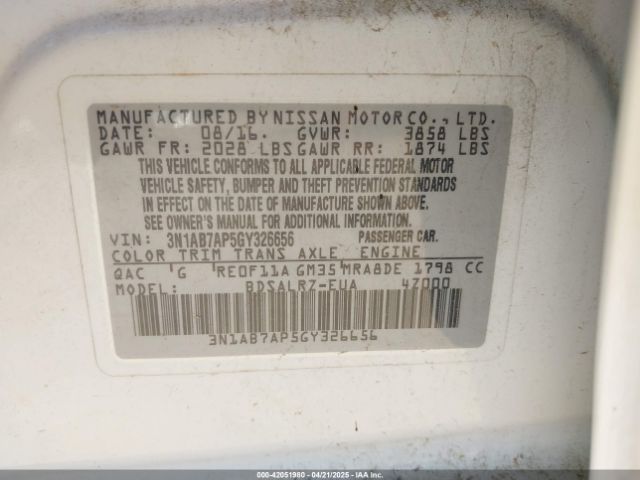 MANUFACTURED BY NISSAN MOTOR CO., LTD.
DATE: 08/16. GVWR: 3858 LBS
GAWR FR: 2028 LBS GAWR RR: 1874 LBS
THIS VEHICLE CONFORMS TO ALL APPLICABLE FEDERAL MOTOR
VEHICLE SAFETY, BUMPER AND THEFT PREVENTION STANDARDS
IN EFFECT ON THE DATE OF MANUFACTURE SHOWN ABOVE.
SEE OWNER'S MANUAL FOR ADDITIONAL INFORMATION.
VIN: 3N1AB7AP5GY326656 PASSENGER CAR.
COLOR TRIM TRANS AXLE ENGINE
QAC G RE0F11A GM35 MRA8DE 1798 CC
MODEL: BDSALRZ-EUA 4Z000
3N1AB7AP5GY326656
000-42051980 - 04/21/2025 - IAA Inc.